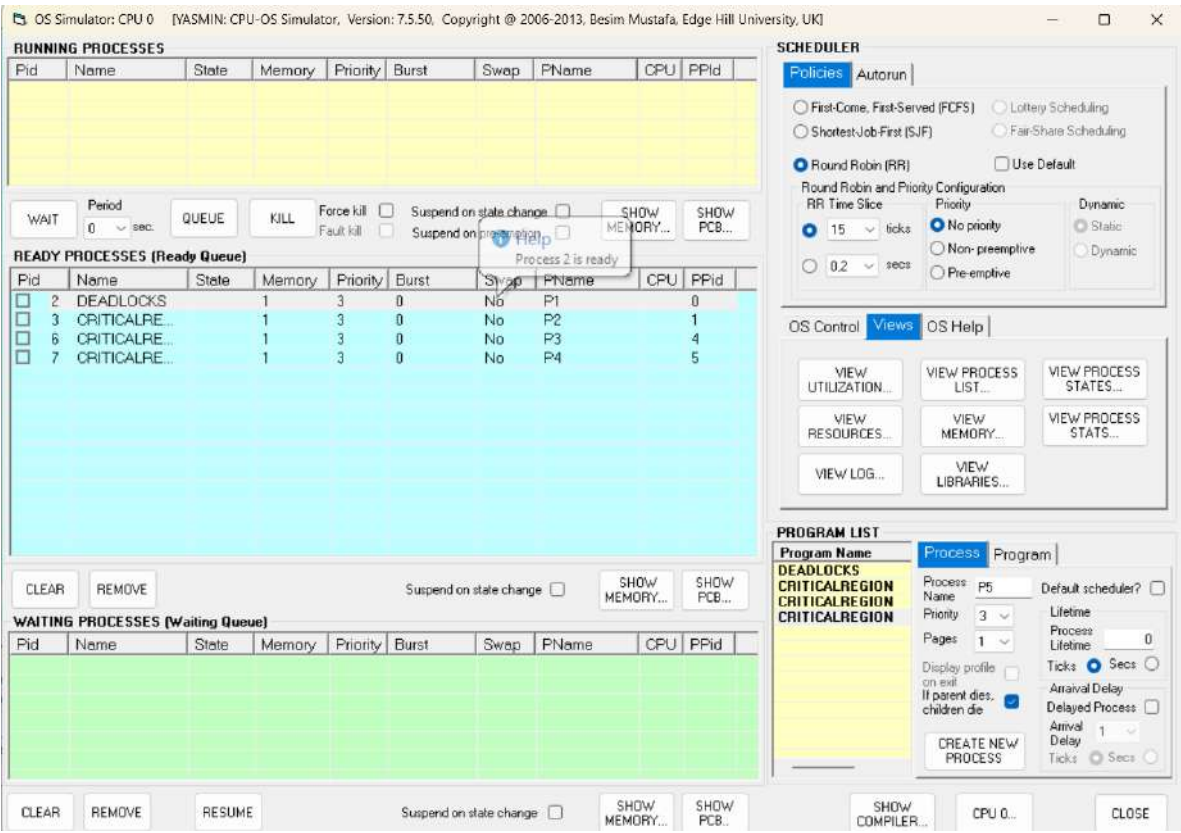 OS Simulator: CPU 0 [YASMIN: CPU-OS Simulator, Version: 7.5.50, Copyright @ 2006-2013, Besim Mustafa, Edge Hill University, UK]
RUNNING PROCESSES
Pid Name State Memory Priority Burst Swap PName CPU PPId
WAIT
Period
0 sec.
QUEUE
KILL
Force kill
Fault kill
Suspend on state change
Suspend on pre-emption
SHOW
MEMORY...
SHOW
PCB...
Help
Process 2 is ready
READY PROCESSES (Ready Queue)
Pid Name State Memory Priority Burst Swap PName CPU PPid
2 DEADLOCKS 1 3 0 No P1 0
3 CRITICALRE... 1 3 0 No P2 1
6 CRITICALRE... 1 3 0 No P3 4
7 CRITICALRE... 1 3 0 No P4 5
CLEAR
REMOVE
Suspend on state change
SHOW
MEMORY...
SHOW
PCB...
WAITING PROCESSES (Waiting Queue)
Pid Name State Memory Priority Burst Swap PName CPU PPid
CLEAR
REMOVE
RESUME
Suspend on state change
SHOW
MEMORY...
SHOW
PCB..
SCHEDULER
Policies Autorun
First-Come, First-Served (FCFS) Lottery Scheduling
Shortest-Job-First (SJF) Fair-Share Scheduling
Round Robin (RR) Use Default
Round Robin and Priority Configuration
RR Time Slice
15 ticks
0.2 secs
Priority
No priority
Non- preemptive
Pre-emptive
Dynamic
Static
Dynamic
OS Control Views OS Help
VIEW
UTILIZATION...
VIEW PROCESS
LIST...
VIEW PROCESS
STATES...
VIEW
RESOURCES...
VIEW
MEMORY...
VIEW PROCESS
STATS...
VIEW LOG...
VIEW
LIBRARIES...
PROGRAM LIST
Program Name
DEADLOCKS
CRITICALREGION
CRITICALREGION
CRITICALREGION
Process Program
Process
Name P5
Priority 3
Pages 1
Display profile
on exit
If parent dies,
children die
CREATE NEW
PROCESS
Default scheduler?
Lifetime
Process
Lifetime 0
Ticks Secs
Arraival Delay
Delayed Process
Arrival
Delay 1
Ticks Secs
SHOW
COMPILER...
CPU 0...
CLOSE